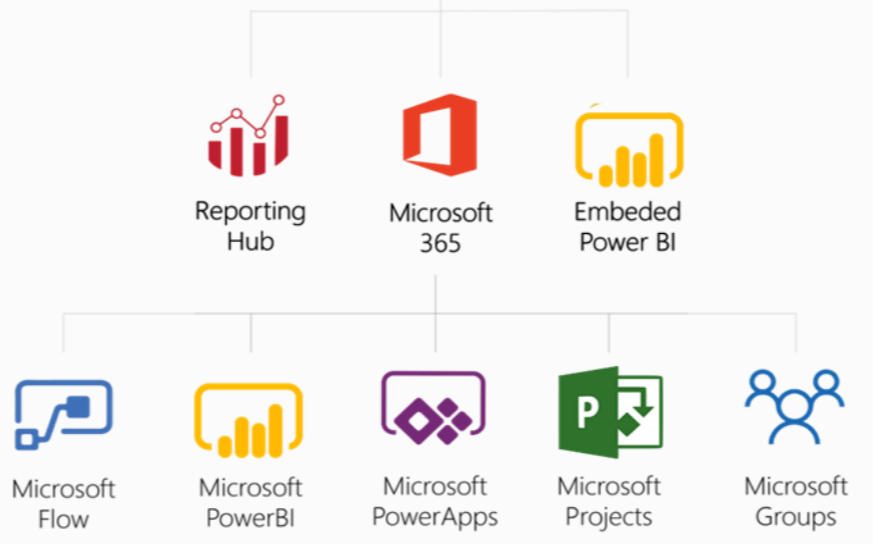 Reporting
Hub
Microsoft
365
Embeded
Power BI
Microsoft
Flow
Microsoft
PowerBI
Microsoft
PowerApps
P
Microsoft
Projects
Microsoft
Groups